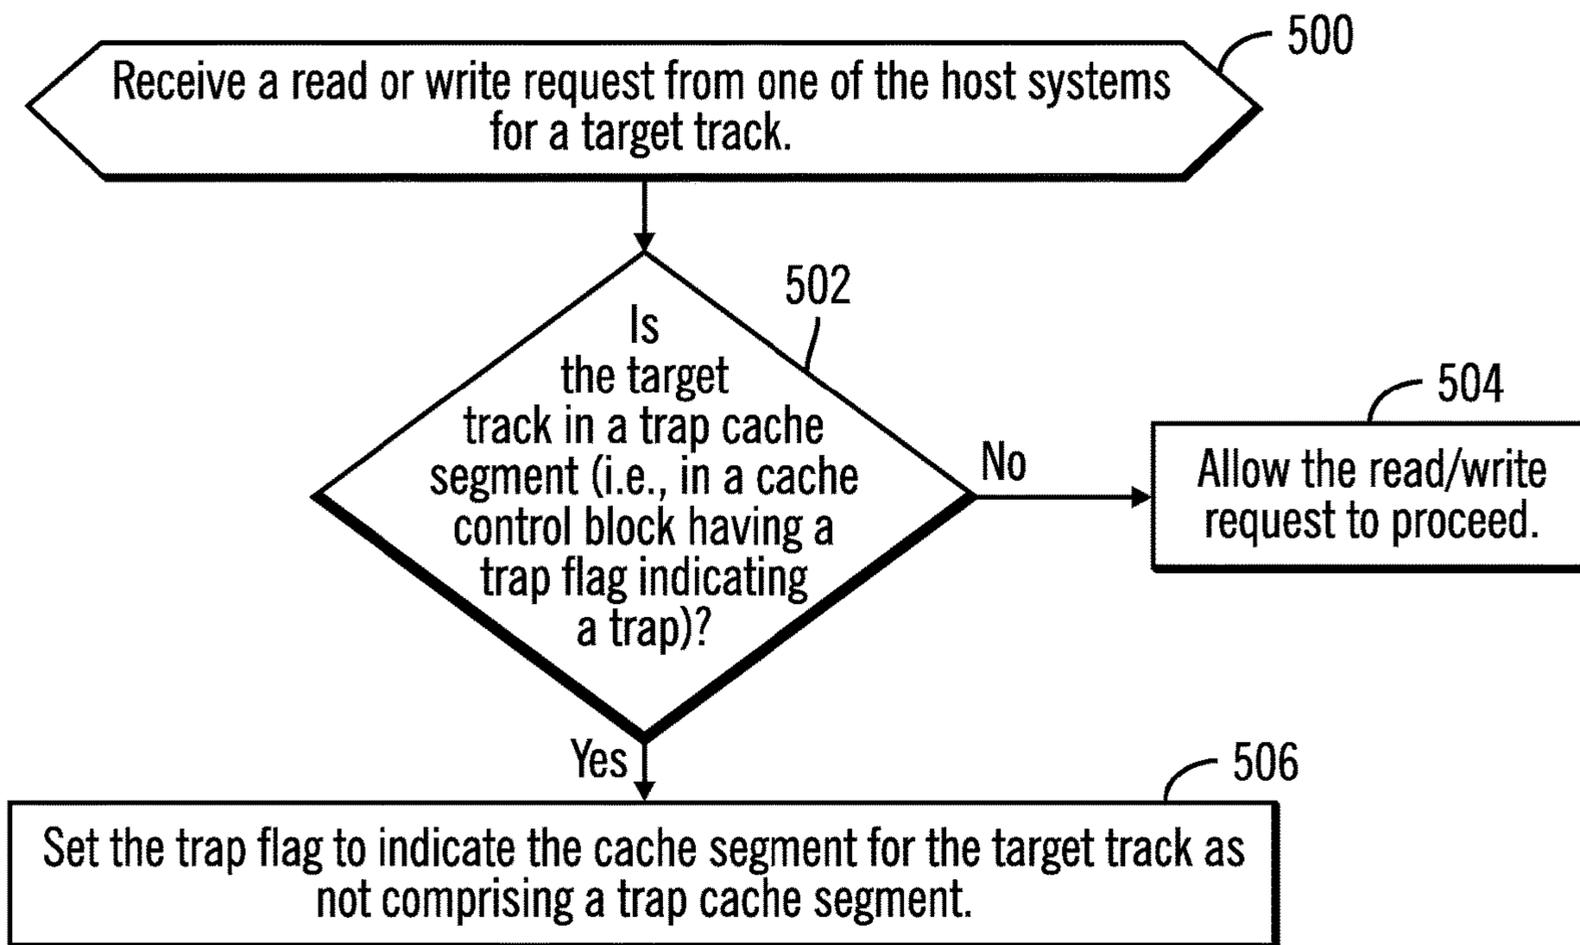 500
Receive a read or write request from one of the host systems
for a target track.
502
Is
the target
track in a trap cache
segment (i.e., in a cache
control block having a
trap flag indicating
a trap)?
No
504
Allow the read/write
request to proceed.
Yes
506
Set the trap flag to indicate the cache segment for the target track as
not comprising a trap cache segment.